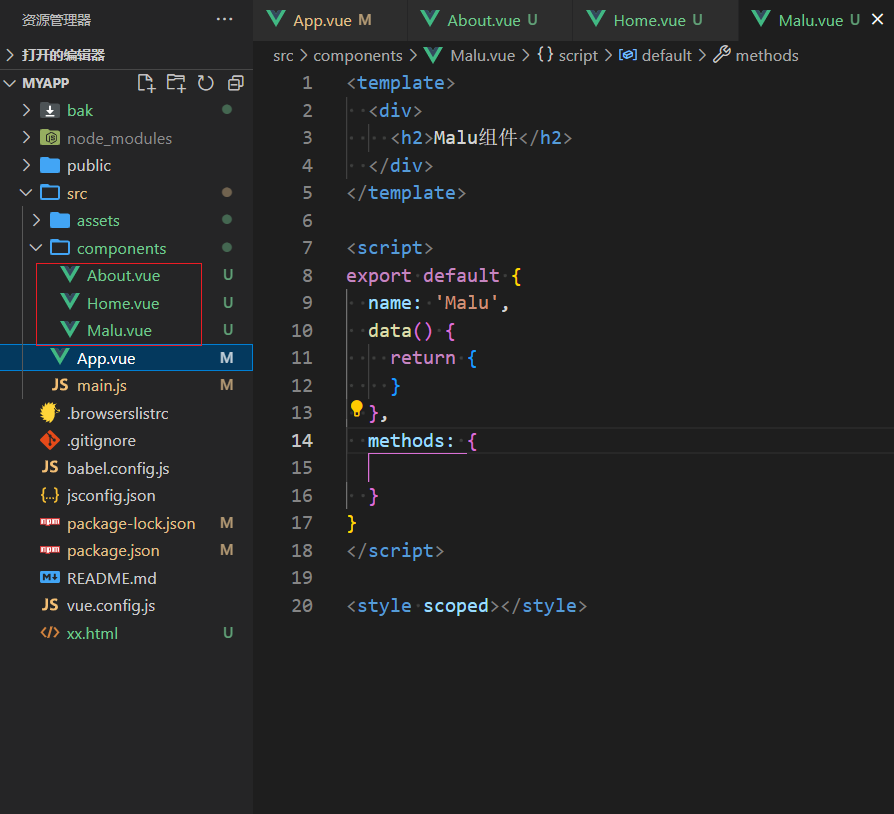 资源管理器 ···
打开的编辑器
MYAPP
bak
node_modules
public
src
assets
components
About.vue U
Home.vue U
Malu.vue U
App.vue M
JS main.js M
.browserslistrc
.gitignore
JS babel.config.js
{..} jsconfig.json
npm package-lock.json M
npm package.json M
M README.md
JS vue.config.js
</> xx.html U
App.vue M About.vue U Home.vue U Malu.vue U
src > components > Malu.vue > {} script > default > methods
1 <template>
2 <div>
3 <h2>Malu组件</h2>
4 </div>
5 </template>
6
7 <script>
8 export default {
9 name: 'Malu',
10 data() {
11 return {
12 }
13 },
14 methods: {
15
16 }
17 }
18 </script>
19
20 <style scoped></style>